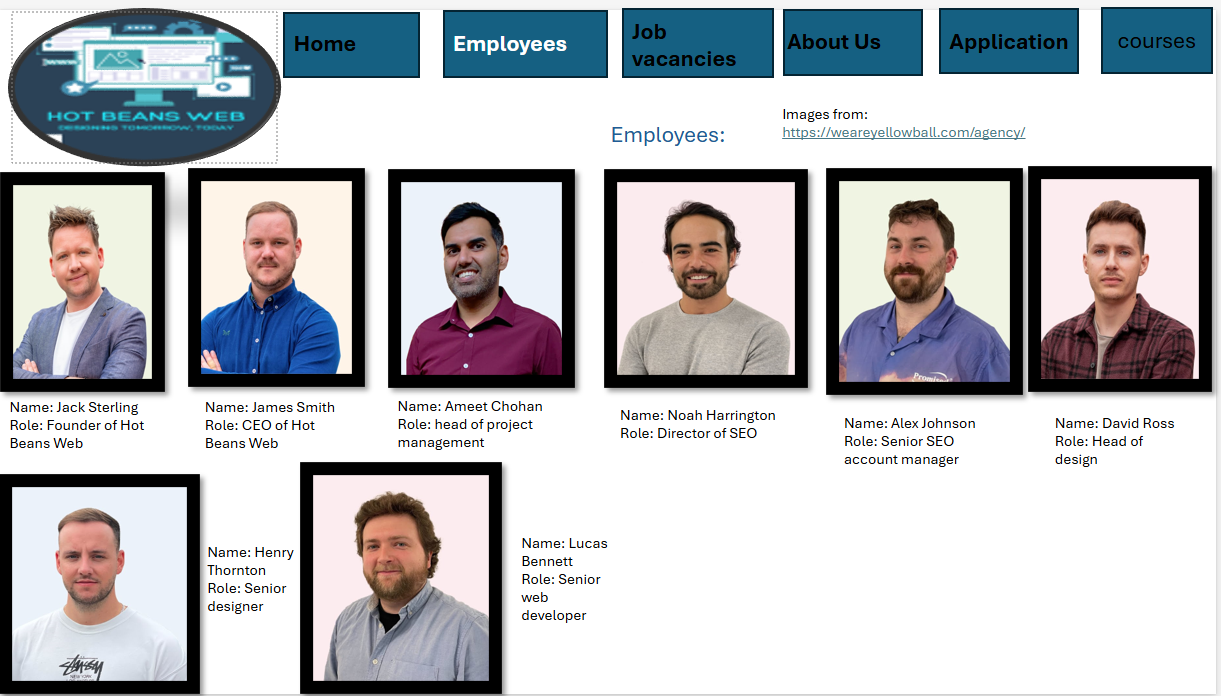 HOT BEANS WEB
DESIGNING TOMORROW, TODAY
Home
Employees
Job
vacancies
About Us
Application
courses
Employees:
Images from:
https://weareyellowball.com/agency/
Name: Jack Sterling
Role: Founder of Hot
Beans Web
Name: James Smith
Role: CEO of Hot
Beans Web
Name: Ameet Chohan
Role: head of project
management
Name: Noah Harrington
Role: Director of SEO
Name: Alex Johnson
Role: Senior SEO
account manager
Name: David Ross
Role: Head of
design
Name: Henry
Thornton
Role: Senior
designer
STUSSY
NEW YORK
Name: Lucas
Bennett
Role: Senior
web
developer